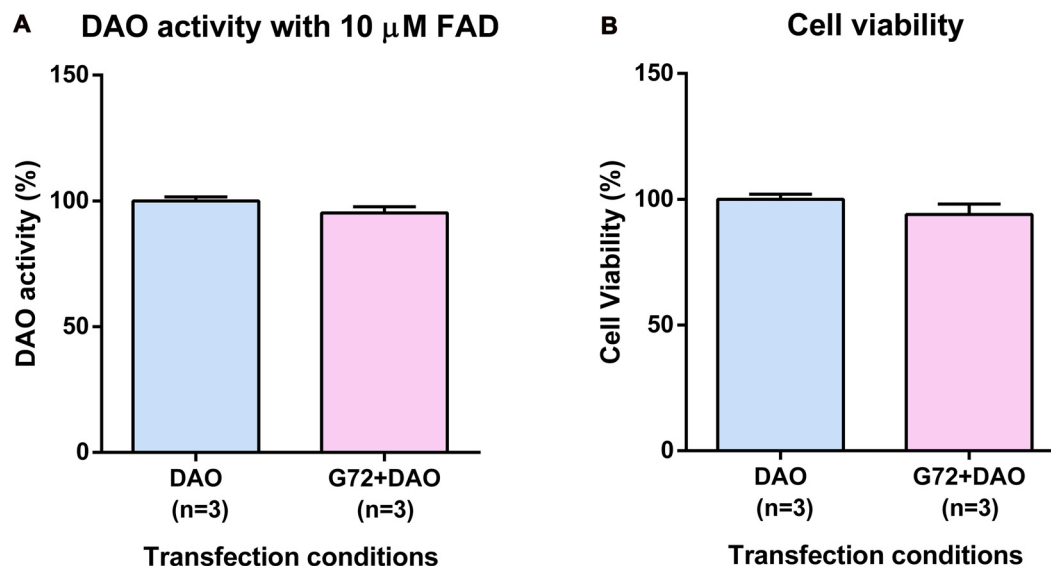 A DAO activity with 10 μM FAD
150
100
50
0
DAO activity (%)
DAO
(n=3)
G72+DAO
(n=3)
Transfection conditions
B Cell viability
150
100
50
0
Cell Viability (%)
DAO
(n=3)
G72+DAO
(n=3)
Transfection conditions